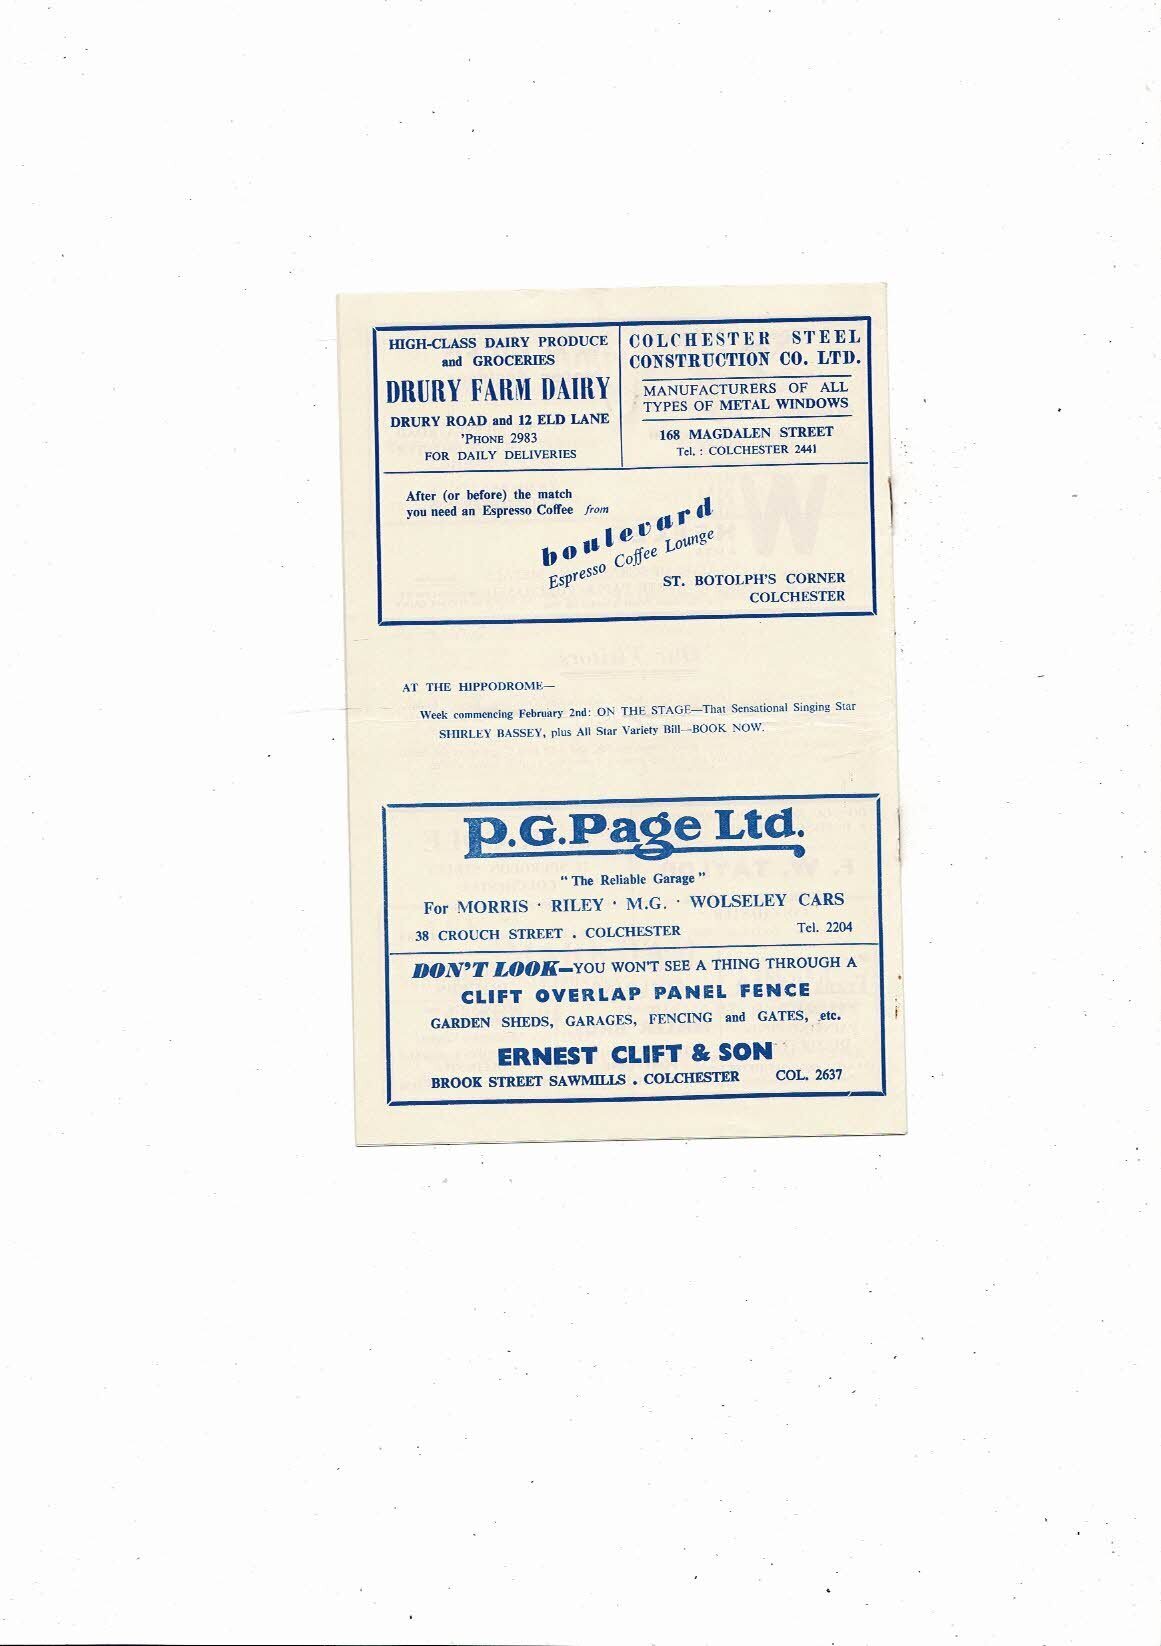 HIGH-CLASS DAIRY PRODUCE
and GROCERIES
DRURY FARM DAIRY
DRURY ROAD and 12 ELD LANE
'PHONE 2983
FOR DAILY DELIVERIES
COLCHESTER STEEL
CONSTRUCTION CO. LTD.
MANUFACTURERS OF ALL
TYPES OF METAL WINDOWS
168 MAGDALEN STREET
Tel. : COLCHESTER 2441
After (or before) the match
you need an Espresso Coffee from
boulevard
Espresso Coffee Lounge
ST. BOTOLPH'S CORNER
COLCHESTER
AT THE HIPPODROME—
Week commencing February 2nd: ON THE STAGE—That Sensational Singing Star
SHIRLEY BASSEY, plus All Star Variety Bill—BOOK NOW.
P.G.Page Ltd.
"The Reliable Garage"
For MORRIS · RILEY · M.G. · WOLSELEY CARS
38 CROUCH STREET . COLCHESTER Tel. 2204
DON'T LOOK—YOU WON'T SEE A THING THROUGH A
CLIFT OVERLAP PANEL FENCE
GARDEN SHEDS, GARAGES, FENCING and GATES, etc.
ERNEST CLIFT & SON
BROOK STREET SAWMILLS . COLCHESTER COL. 2637